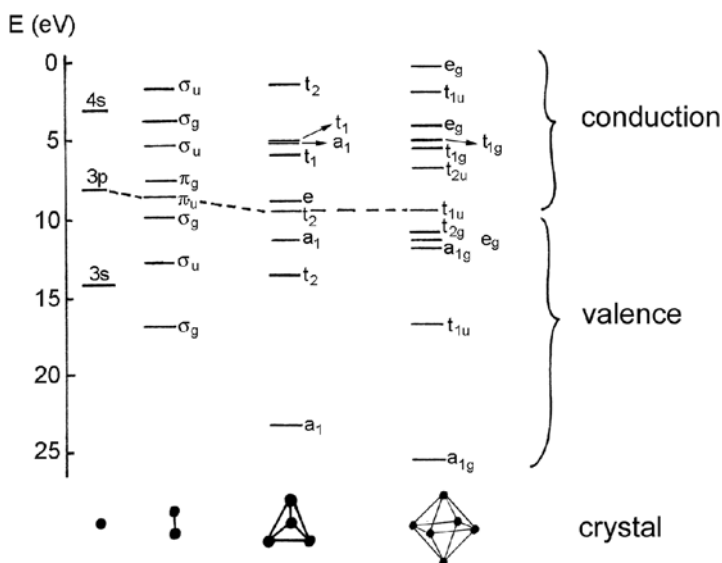 E (eV)
0
5
10
15
20
25
4s
3p
3s
σu
σg
σu
πg
πu
σg
σu
σg
t2
t1
a1
t1
e
t2
a1
t2
a1
eg
t1u
eg
t1g
t1g
t2u
t1u
t2g
eg
a1g
t1u
a1g
conduction
valence
crystal